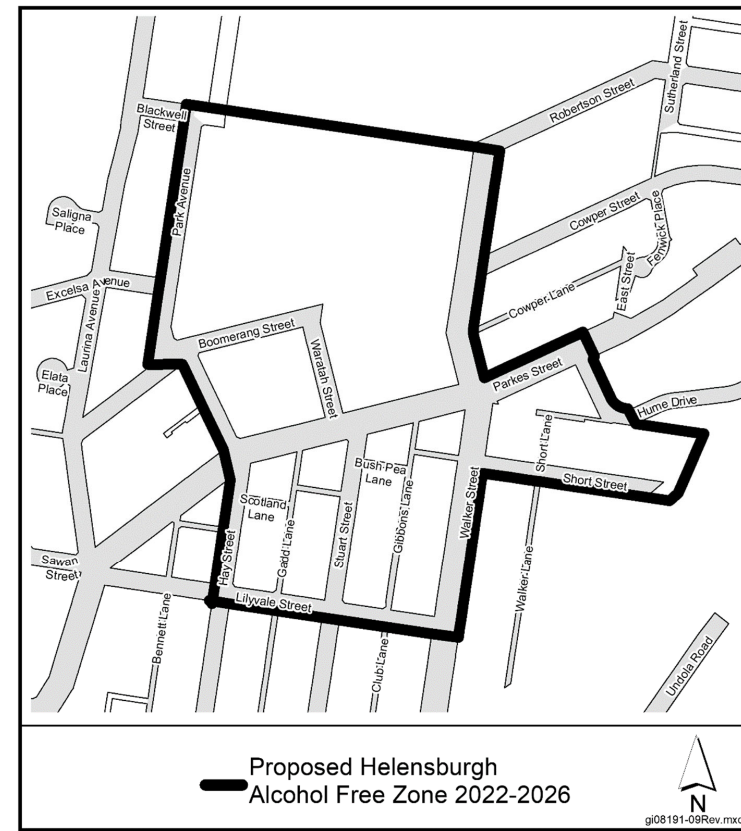 Sutherland Street
Robertson Street
Blackwell
Street
Park Avenue
Cowper Street
Saligna
Place
Fenwick Place
East Street
Excelsa Avenue
Laurina Avenue
Cowper Lane
Boomerang Street
Waratah Street
Elata
Place
Parkes Street
Hume Drive
Short Lane
Bush Pea
Lane
Short Street
Scotland
Lane
Gadd Lane
Stuart Street
Gibbons Lane
Walker Street
Hay Street
Sawan
Street
Lilyvale Street
Walker Lane
Bennett Lane
Club Lane
Undola Road
Proposed Helensburgh
Alcohol Free Zone 2022-2026
N
gi08191-09Rev.mxd